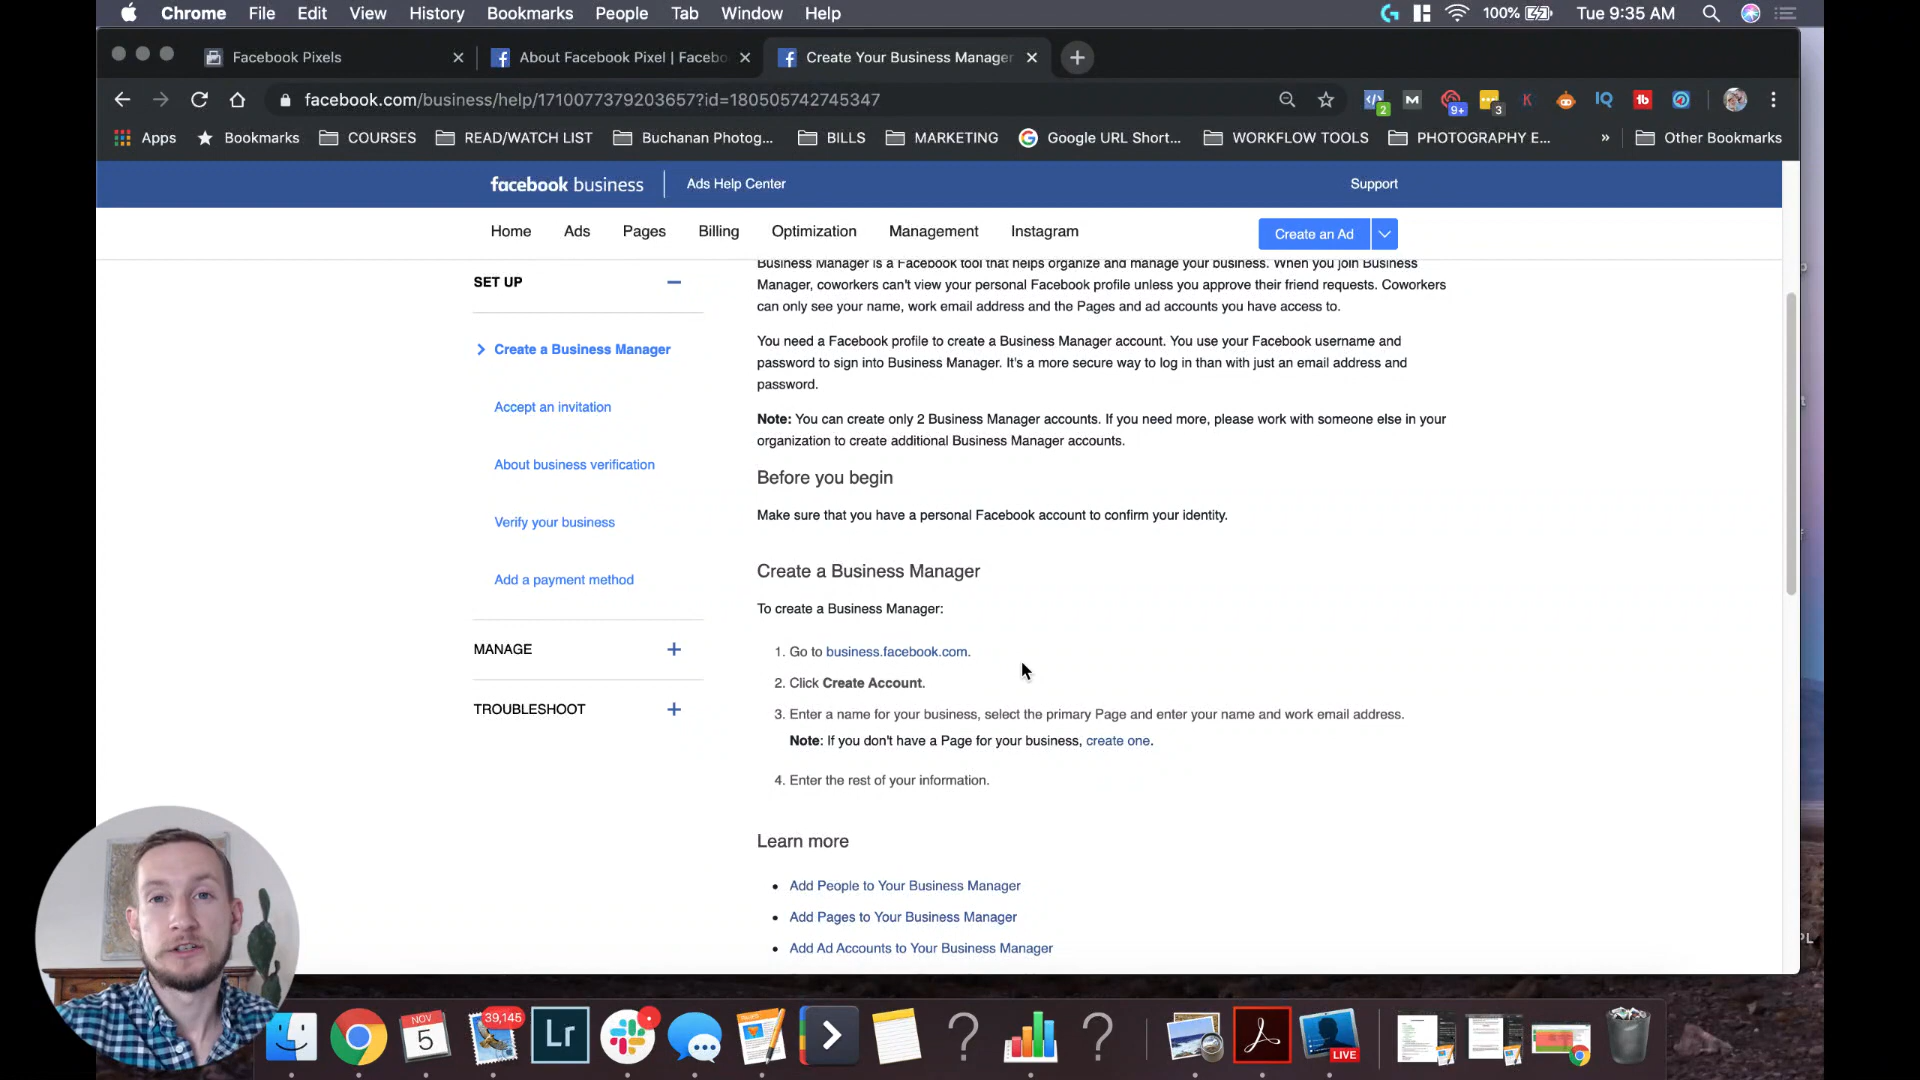 Chrome File Edit View History Bookmarks People Tab Window Help 100% Tue 9:35 AM
Facebook Pixels
About Facebook Pixel | Facebo
Create Your Business Manager
facebook.com/business/help/1710077379203657?id=180505742745347
2 9+ 3 IQ tb
Apps Bookmarks COURSES READ/WATCH LIST Buchanan Photog... BILLS MARKETING Google URL Short... WORKFLOW TOOLS PHOTOGRAPHY E... » Other Bookmarks
facebook business Ads Help Center Support
Home Ads Pages Billing Optimization Management Instagram Create an Ad
SET UP
Create a Business Manager
Accept an invitation
About business verification
Verify your business
Add a payment method
MANAGE
TROUBLESHOOT
Business Manager is a Facebook tool that helps organize and manage your business. When you join Business
Manager, coworkers can't view your personal Facebook profile unless you approve their friend requests. Coworkers
can only see your name, work email address and the Pages and ad accounts you have access to.
You need a Facebook profile to create a Business Manager account. You use your Facebook username and
password to sign into Business Manager. It's a more secure way to log in than with just an email address and
password.
Note: You can create only 2 Business Manager accounts. If you need more, please work with someone else in your
organization to create additional Business Manager accounts.
Before you begin
Make sure that you have a personal Facebook account to confirm your identity.
Create a Business Manager
To create a Business Manager:
1. Go to business.facebook.com.
2. Click Create Account.
3. Enter a name for your business, select the primary Page and enter your name and work email address.
Note: If you don't have a Page for your business, create one.
4. Enter the rest of your information.
Learn more
• Add People to Your Business Manager
• Add Pages to Your Business Manager
• Add Ad Accounts to Your Business Manager
PL
NOV
5
39,145
Lr
LIVE